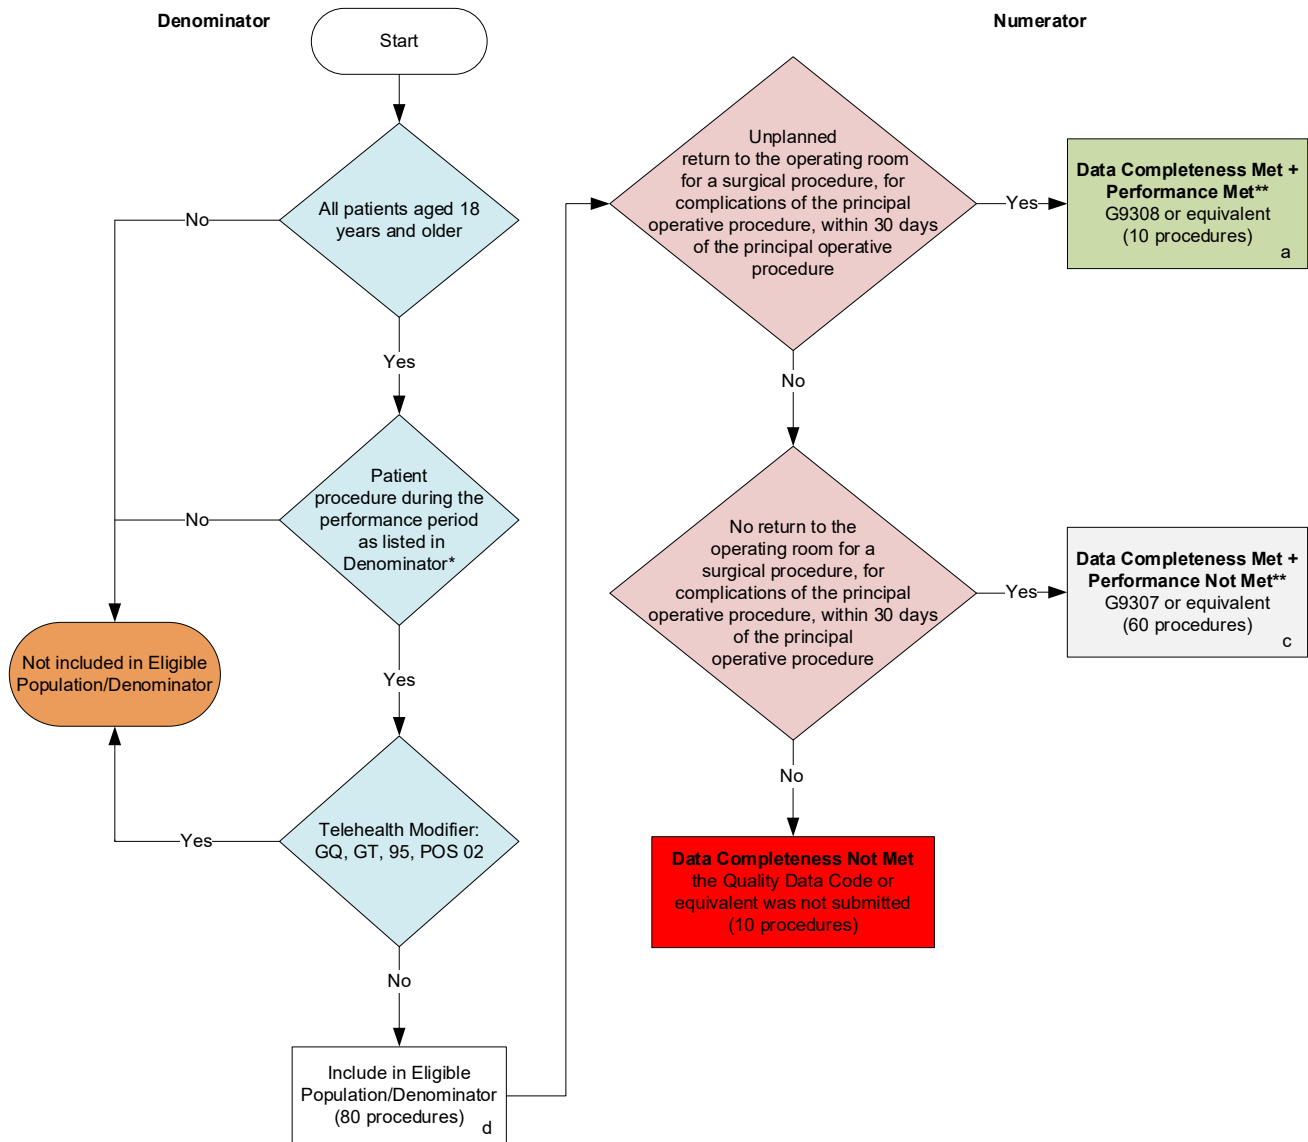 Denominator
Numerator
Start
All patients aged 18
years and older
No
Yes
Patient
procedure during the
performance period
as listed in
Denominator*
No
Yes
Not included in Eligible
Population/Denominator
Telehealth Modifier:
GQ, GT, 95, POS 02
Yes
No
Include in Eligible
Population/Denominator
(80 procedures)
d
Unplanned
return to the operating room
for a surgical procedure, for
complications of the principal
operative procedure, within 30 days
of the principal operative
procedure
Yes
Data Completeness Met +
Performance Met**
G9308 or equivalent
(10 procedures)
a
No
No return to the
operating room for a
surgical procedure, for
complications of the principal
operative procedure, within 30 days
of the principal
operative procedure
Yes
Data Completeness Met +
Performance Not Met**
G9307 or equivalent
(60 procedures)
c
No
Data Completeness Not Met
the Quality Data Code or
equivalent was not submitted
(10 procedures)